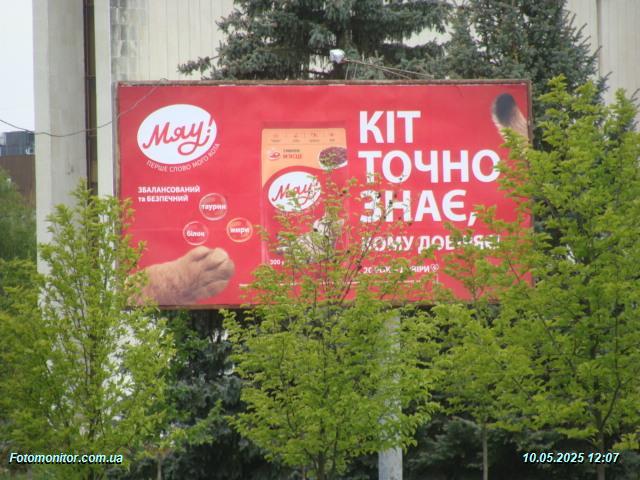 Мяу!
ПЕРШЕ СЛОВО МОГО КОТА
ЗБАЛАНСОВАНИЙ
та БЕЗПЕЧНИЙ
таурин
білок
жири
Мяу!
КІТ
ТОЧНО
ЗНАЄ,
КОМУ ДОВІРЯЄ!
Fotomonitor.com.ua
10.05.2025 12:07